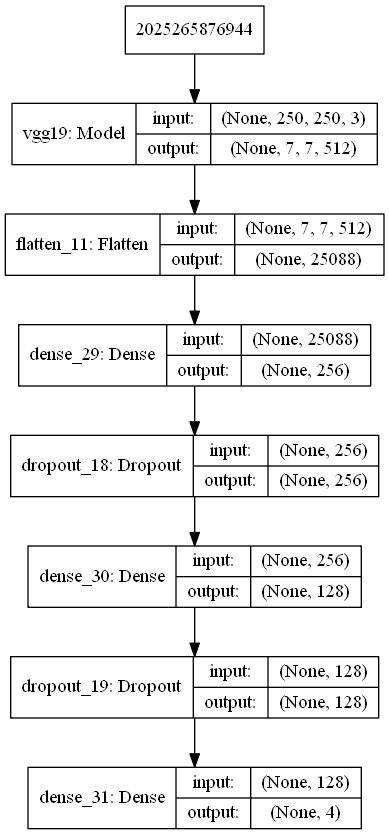 2025265876944
vgg19: Model
input: (None, 250, 250, 3)
output: (None, 7, 7, 512)
flatten_11: Flatten
input: (None, 7, 7, 512)
output: (None, 25088)
dense_29: Dense
input: (None, 25088)
output: (None, 256)
dropout_18: Dropout
input: (None, 256)
output: (None, 256)
dense_30: Dense
input: (None, 256)
output: (None, 128)
dropout_19: Dropout
input: (None, 128)
output: (None, 128)
dense_31: Dense
input: (None, 128)
output: (None, 4)